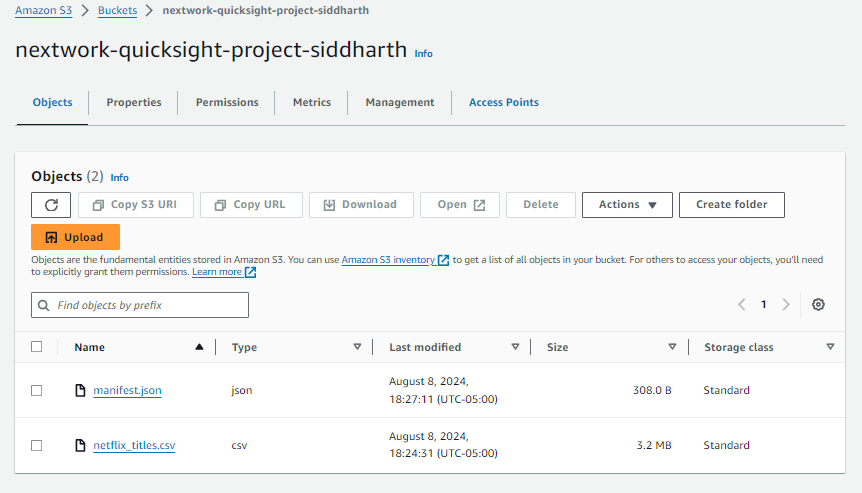 Amazon S3 > Buckets > nextwork-quicksight-project-siddharth
nextwork-quicksight-project-siddharth Info
Objects Properties Permissions Metrics Management Access Points
Objects (2) Info
Copy S3 URI Copy URL Download Open Delete Actions Create folder
Upload
Objects are the fundamental entities stored in Amazon S3. You can use Amazon S3 inventory to get a list of all objects in your bucket. For others to access your objects, you'll need
to explicitly grant them permissions. Learn more
Find objects by prefix 1
Name Type Last modified Size Storage class
manifest.json json August 8, 2024, 308.0 B Standard
18:27:11 (UTC-05:00)
netflix_titles.csv csv August 8, 2024, 3.2 MB Standard
18:24:31 (UTC-05:00)